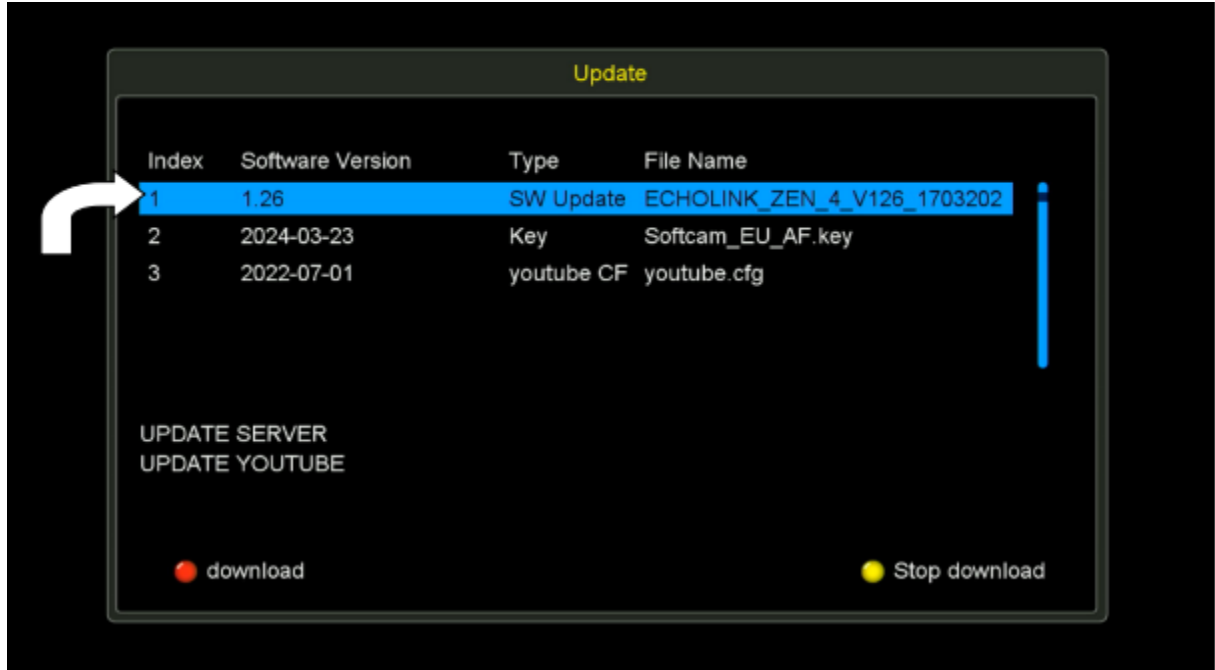 Update
Index Software Version Type File Name
1 1.26 SW Update ECHOLINK_ZEN_4_V126_1703202
2 2024-03-23 Key Softcam_EU_AF.key
3 2022-07-01 youtube CF youtube.cfg
UPDATE SERVER
UPDATE YOUTUBE
download Stop download